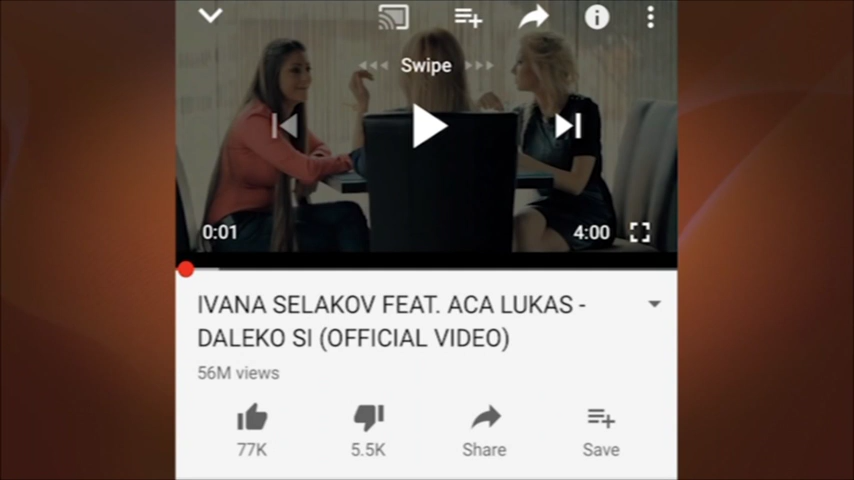 Swipe
0:01
4:00
IVANA SELAKOV FEAT. ACA LUKAS -
DALEKO SI (OFFICIAL VIDEO)
56M views
77K
5.5K
Share
Save